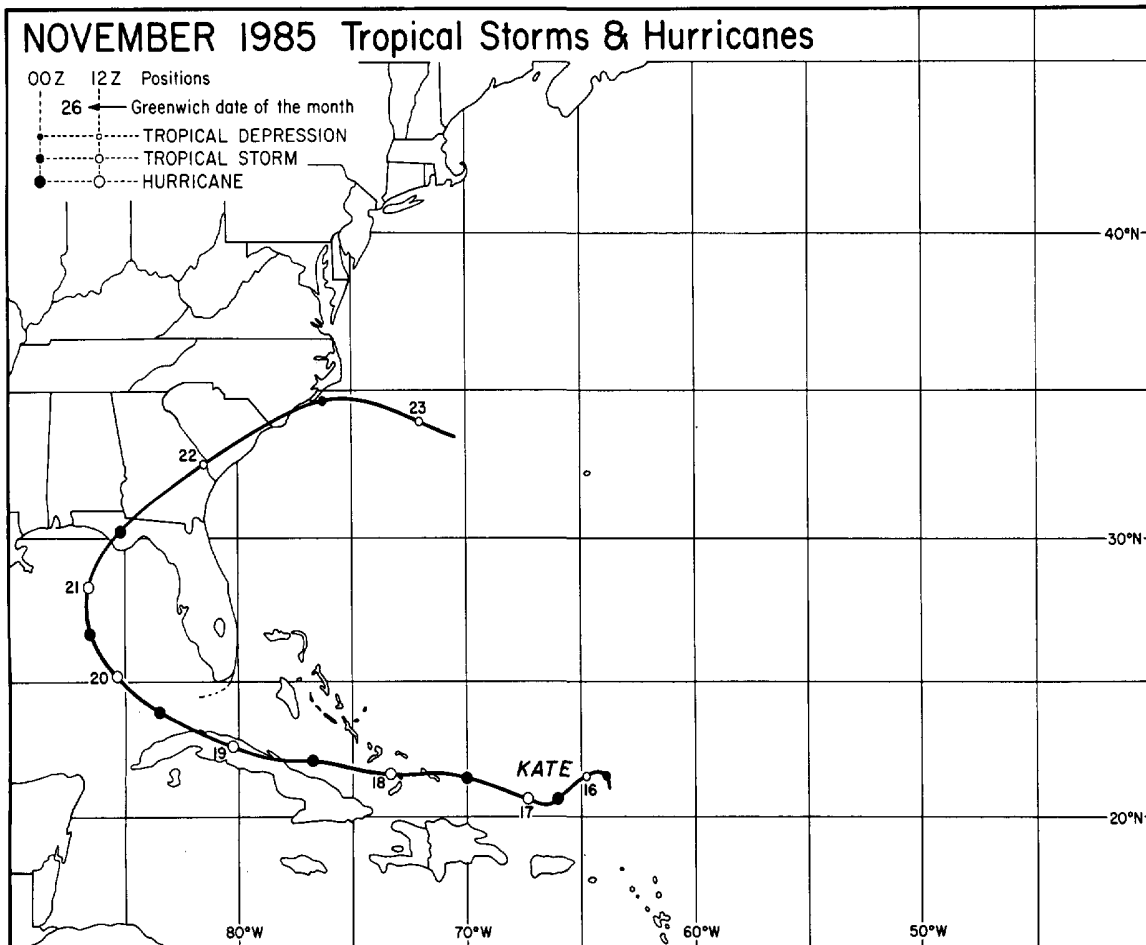 NOVEMBER 1985 Tropical Storms & Hurricanes
00Z 12Z Positions
26 Greenwich date of the month
TROPICAL DEPRESSION
TROPICAL STORM
HURRICANE
40°N
23
22
30°N
21
20
19
18
KATE
17
16
20°N
80°W
70°W
60°W
50°W